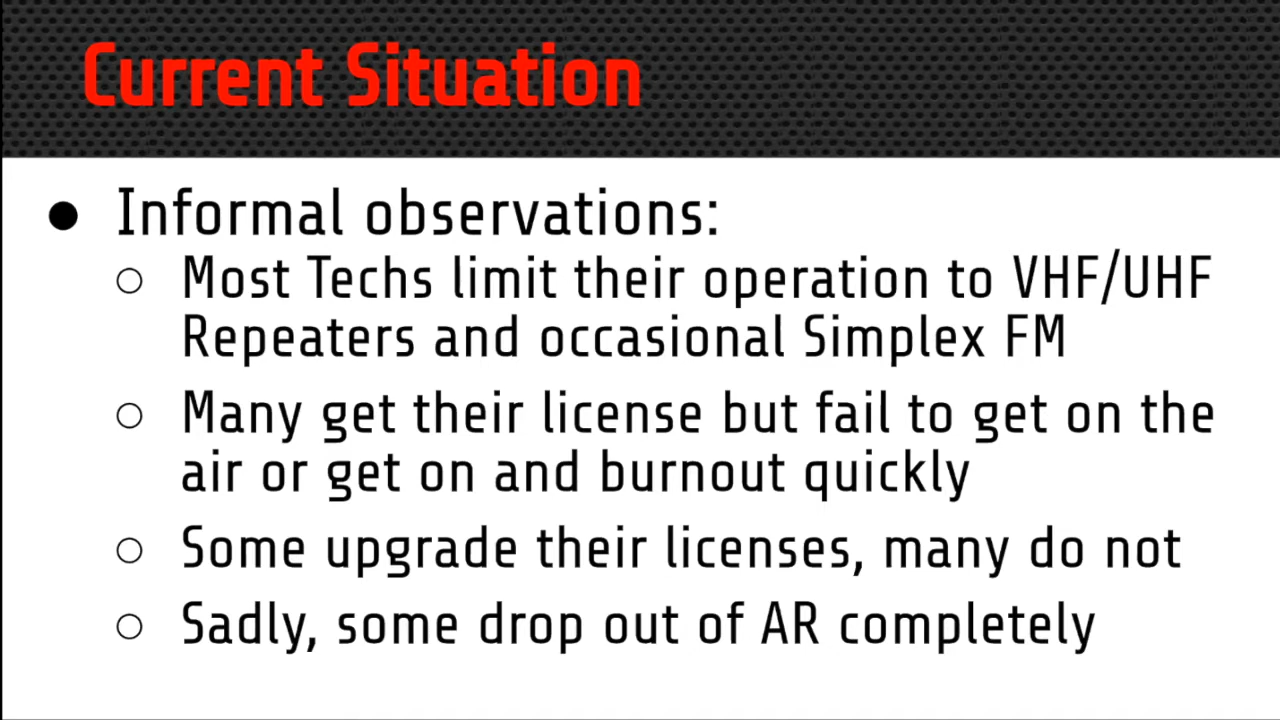 Current Situation
● Informal observations:
○ Most Techs limit their operation to VHF/UHF
Repeaters and occasional Simplex FM
○ Many get their license but fail to get on the
air or get on and burnout quickly
○ Some upgrade their licenses, many do not
○ Sadly, some drop out of AR completely